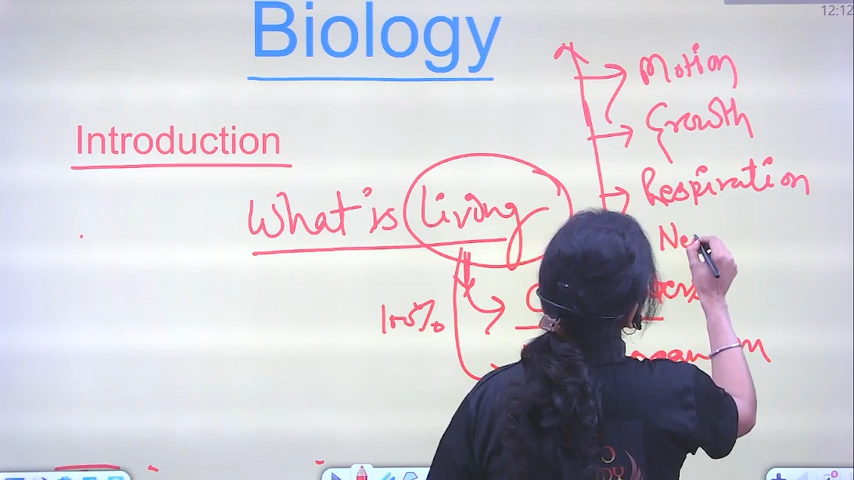 12:12
Biology
Motion
Growth
Introduction
Respiration
What is living
Ne
100%